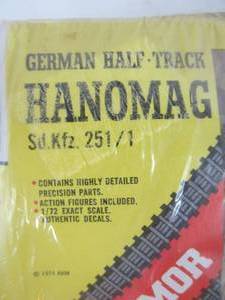 GERMAN HALF-TRACK
HANOMAG
Sd.Kfz. 251/1
• CONTAINS HIGHLY DETAILED
PRECISION PARTS.
• ACTION FIGURES INCLUDED.
• 1/72 EXACT SCALE.
AUTHENTIC DECALS.
MOR